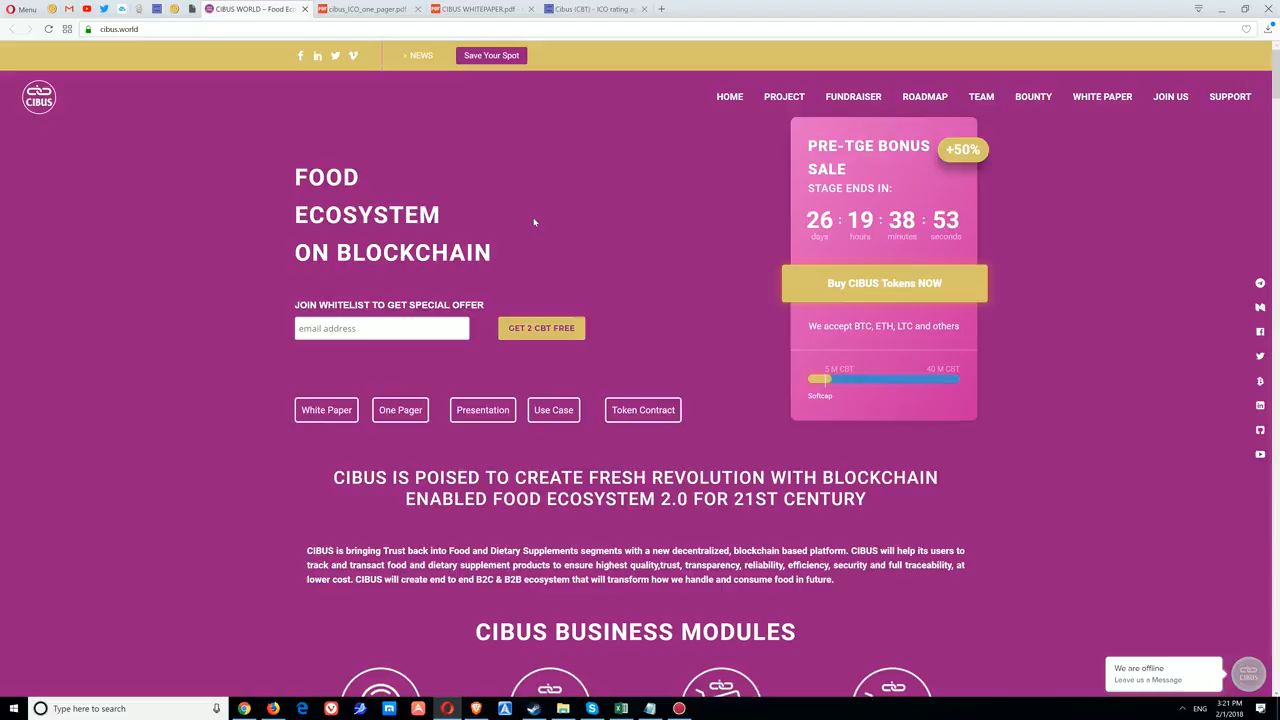 Menu
CIBUS WORLD – Food Eco
cibus_ICO_one_pager.pdf
CIBUS WHITEPAPER.pdf
Cibus (CBT) - ICO rating a
cibus.world
NEWS
Save Your Spot
CIBUS
HOME
PROJECT
FUNDRAISER
ROADMAP
TEAM
BOUNTY
WHITE PAPER
JOIN US
SUPPORT
FOOD
ECOSYSTEM
ON BLOCKCHAIN
JOIN WHITELIST TO GET SPECIAL OFFER
email address
GET 2 CBT FREE
White Paper
One Pager
Presentation
Use Case
Token Contract
PRE-TGE BONUS
SALE
+50%
STAGE ENDS IN:
26 : 19 : 38 : 53
days hours minutes seconds
Buy CIBUS Tokens NOW
We accept BTC, ETH, LTC and others
5 M CBT
40 M CBT
Softcap
CIBUS IS POISED TO CREATE FRESH REVOLUTION WITH BLOCKCHAIN
ENABLED FOOD ECOSYSTEM 2.0 FOR 21ST CENTURY
CIBUS is bringing Trust back into Food and Dietary Supplements segments with a new decentralized, blockchain based platform. CIBUS will help its users to
track and transact food and dietary supplement products to ensure highest quality,trust, transparency, reliability, efficiency, security and full traceability, at
lower cost. CIBUS will create end to end B2C & B2B ecosystem that will transform how we handle and consume food in future.
CIBUS BUSINESS MODULES
We are offline
Leave us a Message
CIBUS
Type here to search
ENG
3:21 PM
2/1/2018